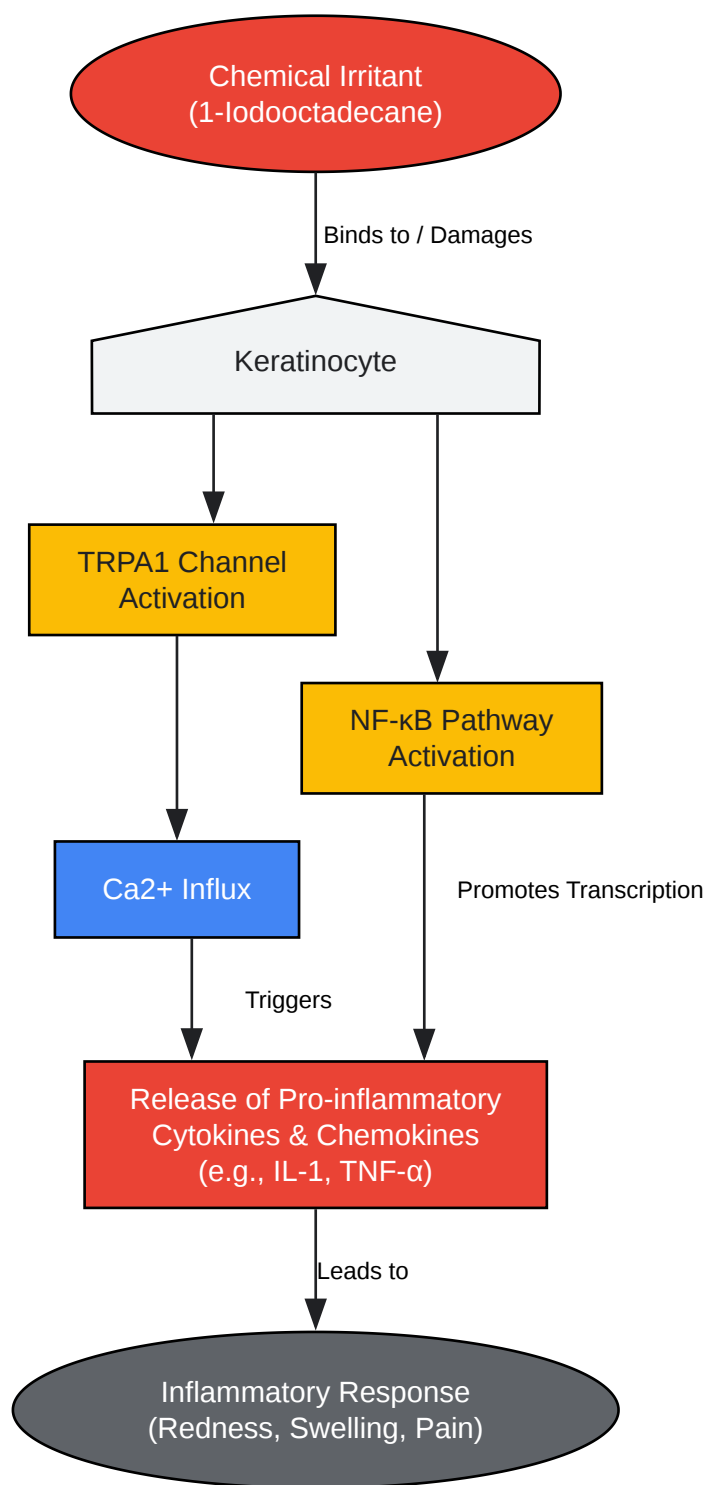 Chemical Irritant
(1-Iodooctadecane)
Binds to / Damages
Keratinocyte
TRPA1 Channel
Activation
NF-κB Pathway
Activation
Ca2+ Influx
Promotes Transcription
Triggers
Release of Pro-inflammatory
Cytokines & Chemokines
(e.g., IL-1, TNF-α)
Leads to
Inflammatory Response
(Redness, Swelling, Pain)